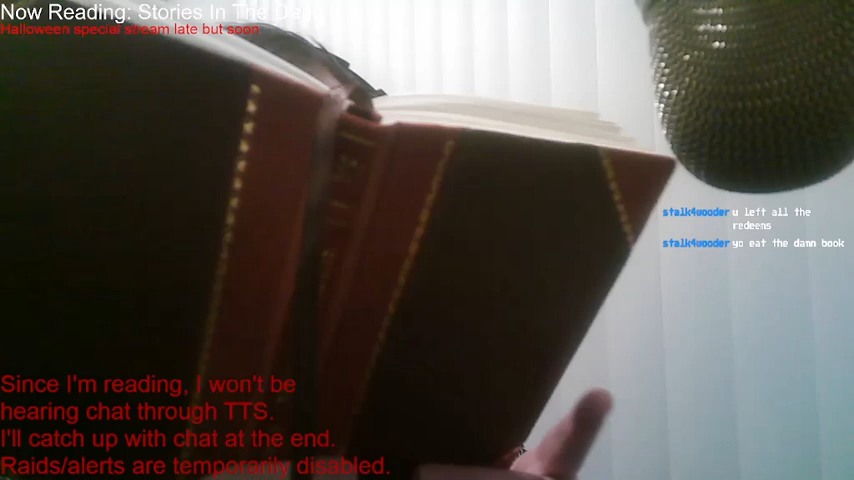 Now Reading: Stories In The Da
Halloween special stream late but soon
stalk4wooder u left all the
redeems
stalk4wooder yo eat the damn book
Since I'm reading, I won't be
hearing chat through TTS.
I'll catch up with chat at the end.
Raids/alerts are temporarily disabled.